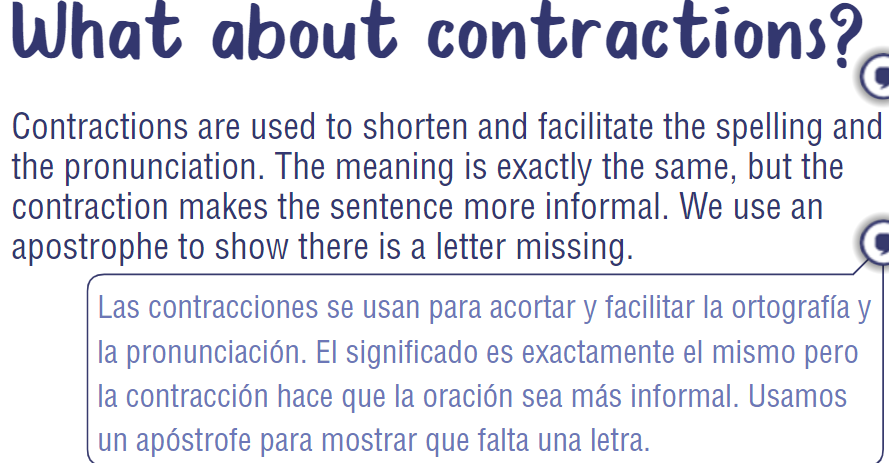 What about contractions?
Contractions are used to shorten and facilitate the spelling and
the pronunciation. The meaning is exactly the same, but the
contraction makes the sentence more informal. We use an
apostrophe to show there is a letter missing.
Las contracciones se usan para acortar y facilitar la ortografía y
la pronunciación. El significado es exactamente el mismo pero
la contracción hace que la oración sea más informal. Usamos
un apóstrofe para mostrar que falta una letra.